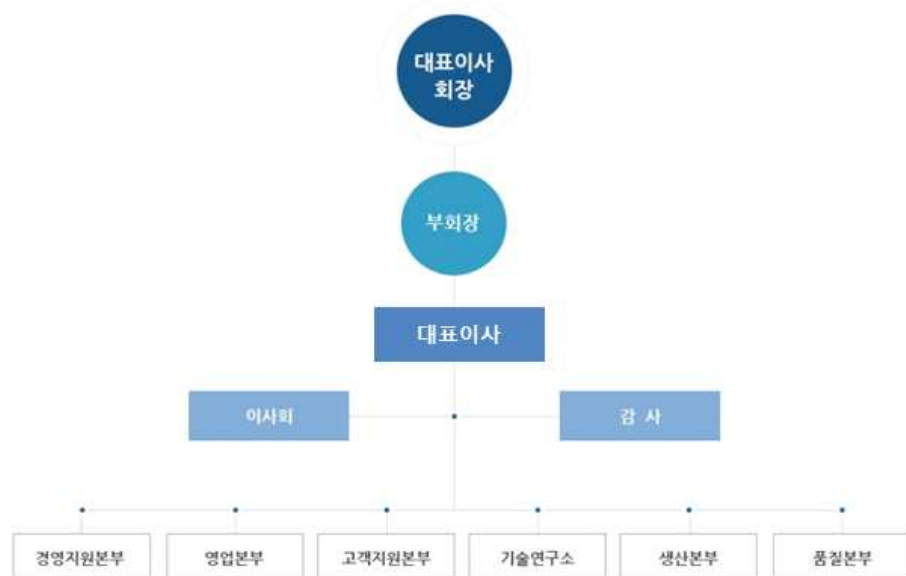 대표이사
회장
부회장
대표이사
이사회
감 사
경영지원본부
영업본부
고객지원본부
기술연구소
생산본부
품질본부